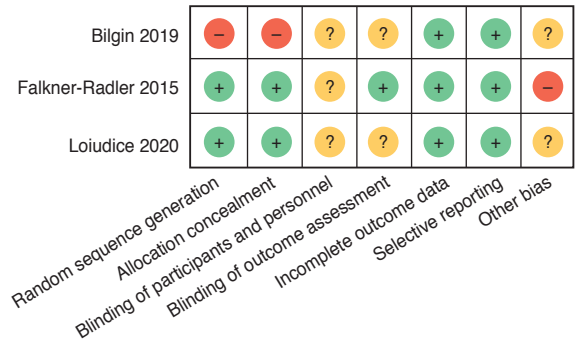 Bilgin 2019 – – ? ? + + ?
Falkner-Radler 2015 + + ? + + + –
Loiudice 2020 + + ? ? + + ?
Random sequence generation
Allocation concealment
Blinding of participants and personnel
Blinding of outcome assessment
Incomplete outcome data
Selective reporting
Other bias